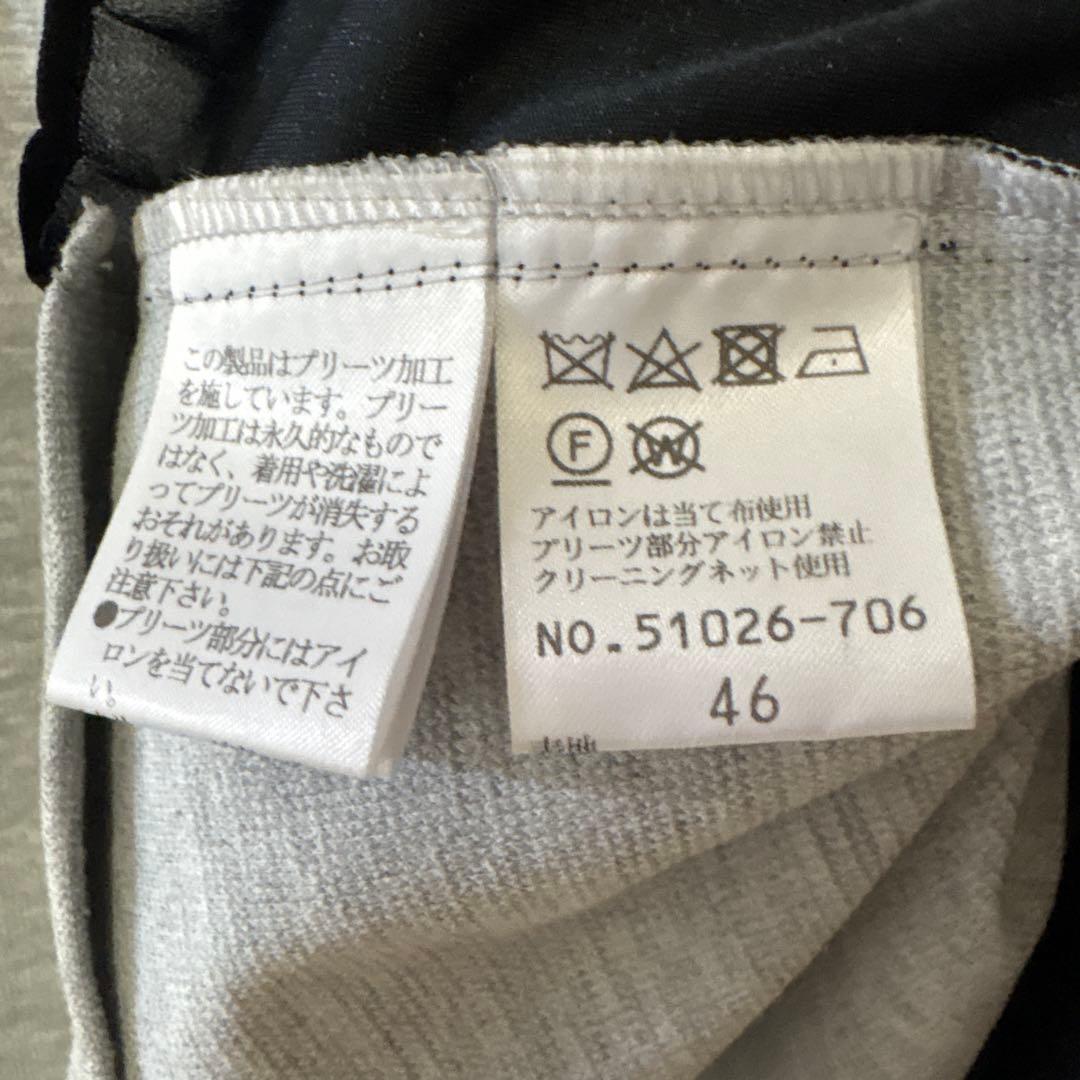 この製品はプリーツ加工
を施しています。プリー
ツ加工は永久的なもので
はなく、着用や洗濯によ
ってプリーツが消失する
おそれがあります。お取
り扱いには下記の点にご
注意下さい。
●プリーツ部分にはアイ
ロンを当てないで下さ
い。
F W
アイロンは当て布使用
プリーツ部分アイロン禁止
クリーニングネット使用
NO.51026-706
46